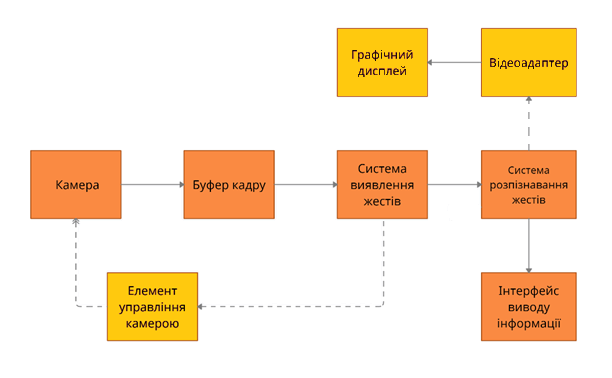 Графічний
дисплей
Відеоадаптер
Камера
Буфер кадру
Система
виявлення
жестів
Система
розпізнавання
жестів
Елемент
управління
камерою
Інтерфейс
виводу
інформації